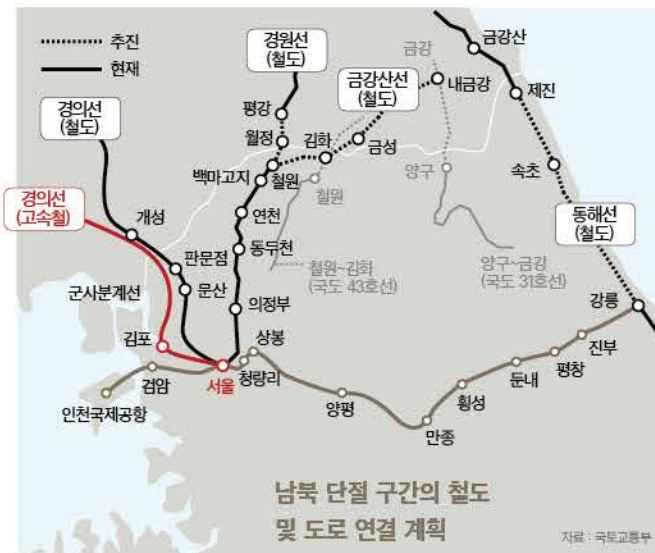 추진
현재
경원선
(철도)
금강산선
(철도)
경의선
(철도)
경의선
(고속철)
동해선
(철도)
금강
금강산
내금강
제진
평강
월정
김화
금성
백마고지
철원
철원
양구
속초
개성
연천
판문점
동두천
철원~김화
(국도 43호선)
양구~금강
(국도 31호선)
군사분계선
문산
의정부
강릉
김포
상봉
진부
검암
서울
청량리
평창
둔내
인천국제공항
양평
횡성
만종
남북 단절 구간의 철도
및 도로 연결 계획
자료 : 국토교통부